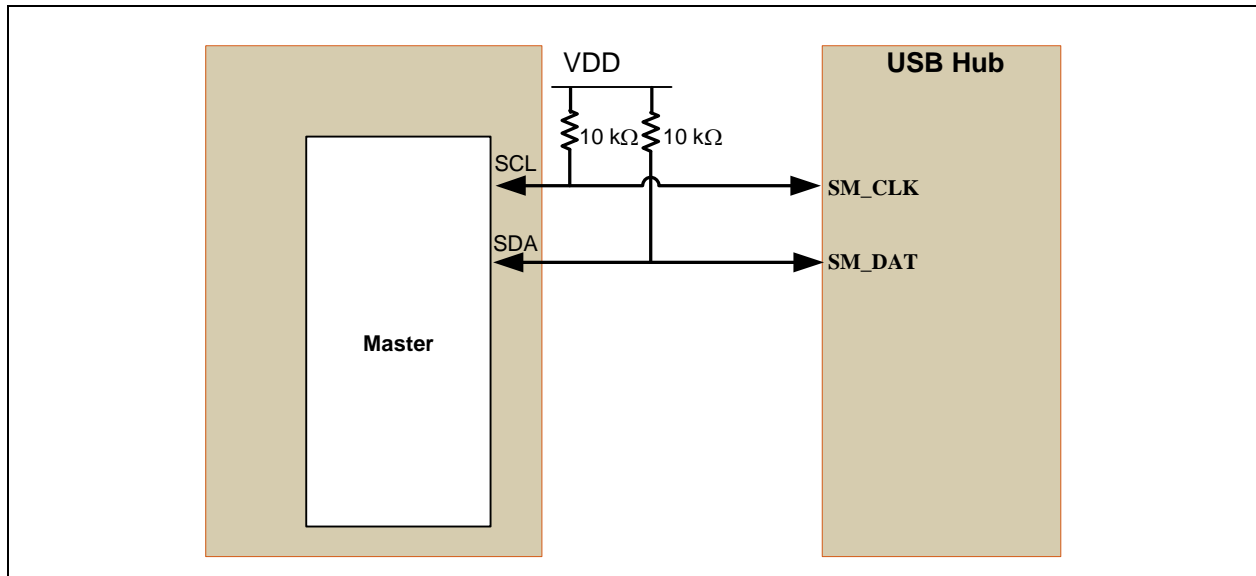 VDD
USB Hub
10 kΩ 10 kΩ
SCL
SM_CLK
SDA
SM_DAT
Master